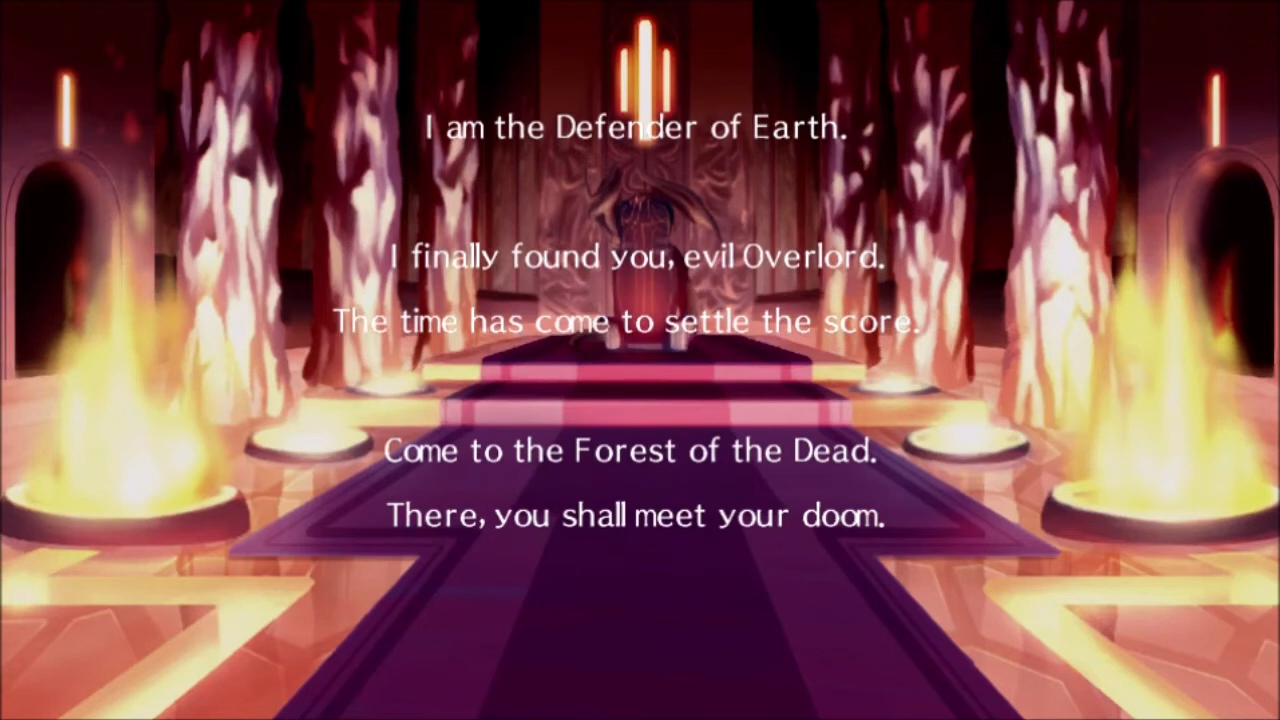 I am the Defender of Earth.
I finally found you, evil Overlord.
The time has come to settle the score.
Come to the Forest of the Dead.
There, you shall meet your doom.